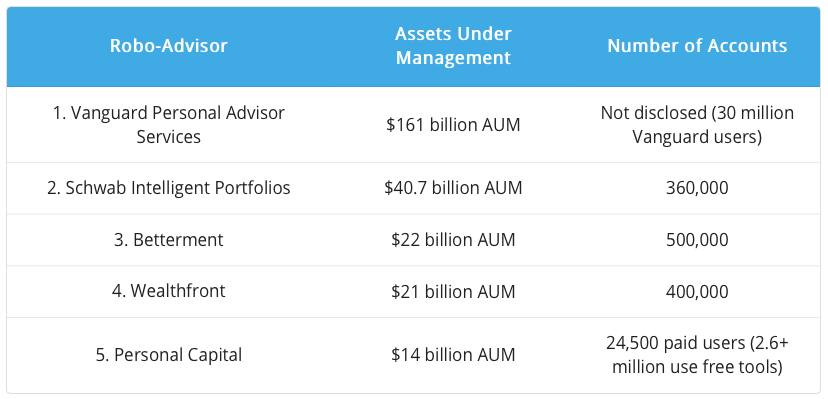 Robo-Advisor
Assets Under
Management
Number of Accounts
1. Vanguard Personal Advisor
Services
$161 billion AUM
Not disclosed (30 million
Vanguard users)
2. Schwab Intelligent Portfolios
$40.7 billion AUM
360,000
3. Betterment
$22 billion AUM
500,000
4. Wealthfront
$21 billion AUM
400,000
5. Personal Capital
$14 billion AUM
24,500 paid users (2.6+
million use free tools)